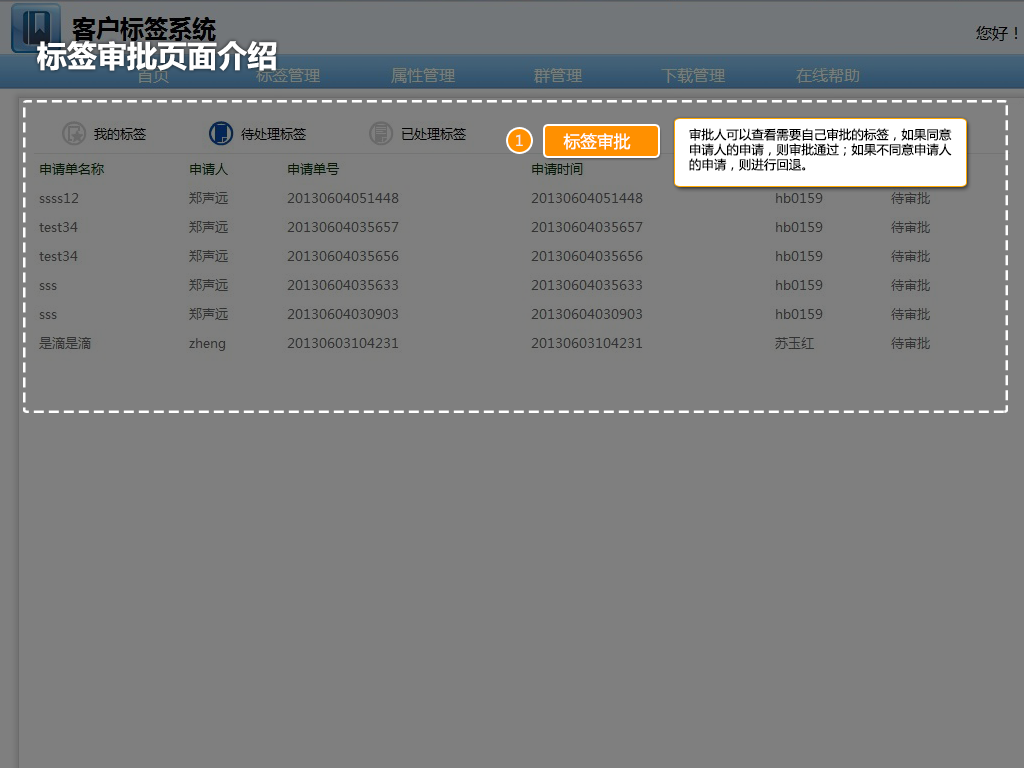 客户标签系统
您好！
标签审批页面介绍
首页 标签管理 属性管理 群管理 下载管理 在线帮助
我的标签 待处理标签 已处理标签 1 标签审批
审批人可以查看需要自己审批的标签，如果同意
申请人的申请，则审批通过；如果不同意申请人
的申请，则进行回退。
申请单名称 申请人 申请单号 申请时间
ssss12 郑声远 20130604051448 20130604051448 hb0159 待审批
test34 郑声远 20130604035657 20130604035657 hb0159 待审批
test34 郑声远 20130604035656 20130604035656 hb0159 待审批
sss 郑声远 20130604035633 20130604035633 hb0159 待审批
sss 郑声远 20130604030903 20130604030903 hb0159 待审批
是滴是滴 zheng 20130603104231 20130603104231 苏玉红 待审批